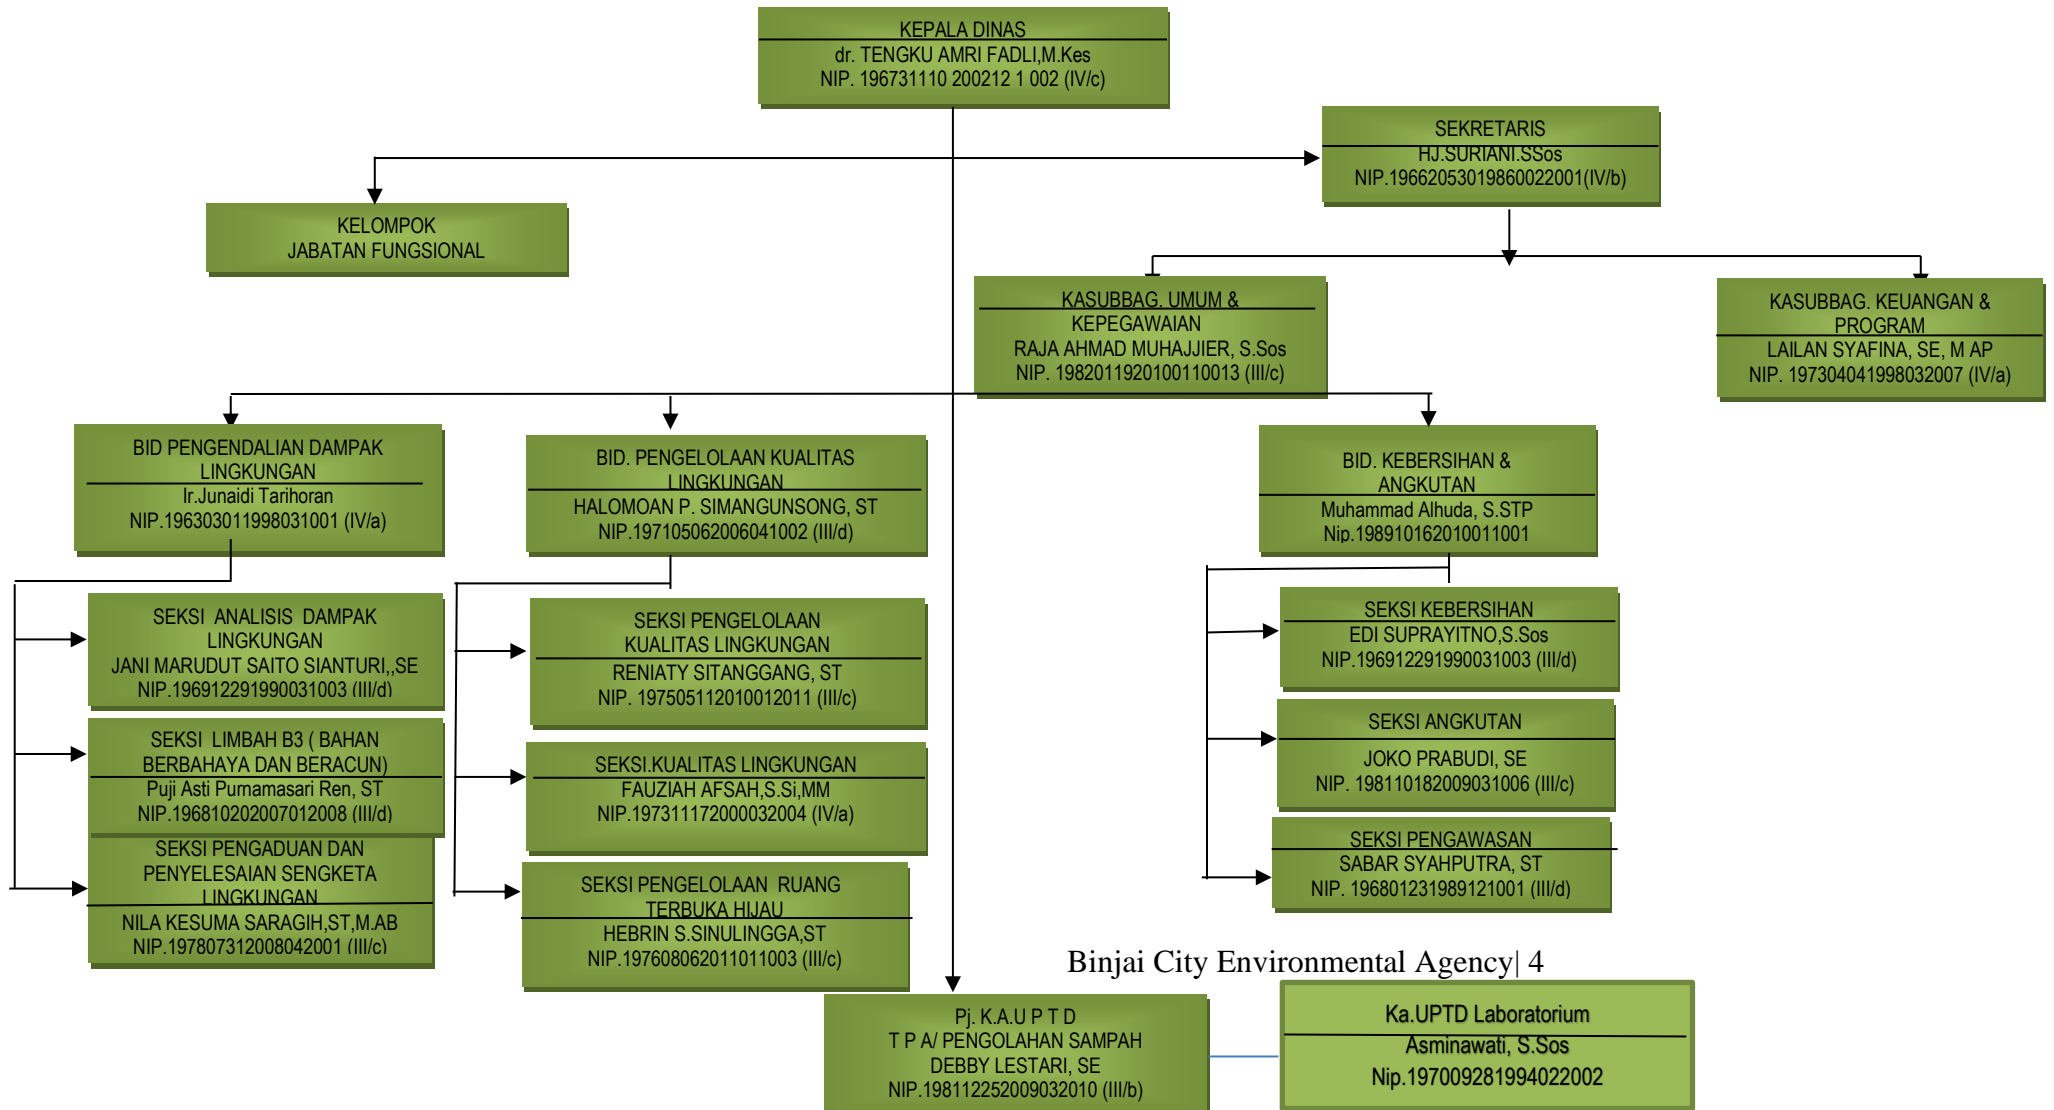 KEPALA DINAS
dr. TENGKU AMRI FADLI,M.Kes
NIP. 196731110 200212 1 002 (IV/c)
SEKRETARIS
HJ.SURIANI.SSos
NIP.19662053019860022001(IV/b)
KELOMPOK
JABATAN FUNGSIONAL
KASUBBAG. UMUM &
KEPEGAWAIAN
RAJA AHMAD MUHAJJIER, S.Sos
NIP. 1982011920100110013 (III/c)
KASUBBAG. KEUANGAN &
PROGRAM
LAILAN SYAFINA, SE, M AP
NIP. 197304041998032007 (IV/a)
BID PENGENDALIAN DAMPAK
LINGKUNGAN
Ir.Junaidi Tarihoran
NIP.196303011998031001 (IV/a)
BID. PENGELOLAAN KUALITAS
LINGKUNGAN
HALOMOAN P. SIMANGUNSONG, ST
NIP.197105062006041002 (III/d)
BID. KEBERSIHAN &
ANGKUTAN
Muhammad Alhuda, S.STP
Nip.198910162010011001
SEKSI ANALISIS DAMPAK
LINGKUNGAN
JANI MARUDUT SAITO SIANTURI,,SE
NIP.196912291990031003 (III/d)
SEKSI LIMBAH B3 ( BAHAN
BERBAHAYA DAN BERACUN)
Puji Asti Purnamasari Ren, ST
NIP.196810202007012008 (III/d)
SEKSI PENGADUAN DAN
PENYELESAIAN SENGKETA
LINGKUNGAN
NILA KESUMA SARAGIH,ST,M.AB
NIP.197807312008042001 (III/c)
SEKSI PENGELOLAAN
KUALITAS LINGKUNGAN
RENIATY SITANGGANG, ST
NIP. 197505112010012011 (III/c)
SEKSI.KUALITAS LINGKUNGAN
FAUZIAH AFSAH,S.Si,MM
NIP.197311172000032004 (IV/a)
SEKSI PENGELOLAAN RUANG
TERBUKA HIJAU
HEBRIN S.SINULINGGA,ST
NIP.197608062011011003 (III/c)
SEKSI KEBERSIHAN
EDI SUPRAYITNO,S.Sos
NIP.196912291990031003 (III/d)
SEKSI ANGKUTAN
JOKO PRABUDI, SE
NIP. 198110182009031006 (III/c)
SEKSI PENGAWASAN
SABAR SYAHPUTRA, ST
NIP. 196801231989121001 (III/d)
Binjai City Environmental Agency| 4
Pj. K.A.U P T D
T P A/ PENGOLAHAN SAMPAH
DEBBY LESTARI, SE
NIP.198112252009032010 (III/b)
Ka.UPTD Laboratorium
Asminawati, S.Sos
Nip.197009281994022002